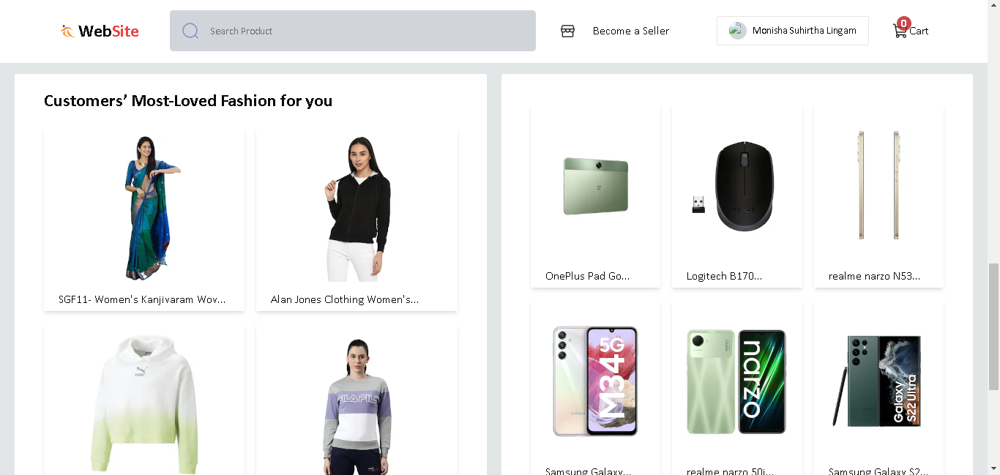 WebSite
Search Product
Become a Seller
Monisha Suhirtha Lingam
0
Cart
Customers’ Most-Loved Fashion for you
SGF11- Women's Kanjivaram Wov...
Alan Jones Clothing Women's...
PUMA
FILA FILA
OnePlus Pad Go...
Logitech B170...
realme narzo N53...
5G
M34
SAMSUNG
Samsung Galaxy...
narzo
realme narzo 50i...
Galaxy
S22 Ultra
Samsung Galaxy S2...